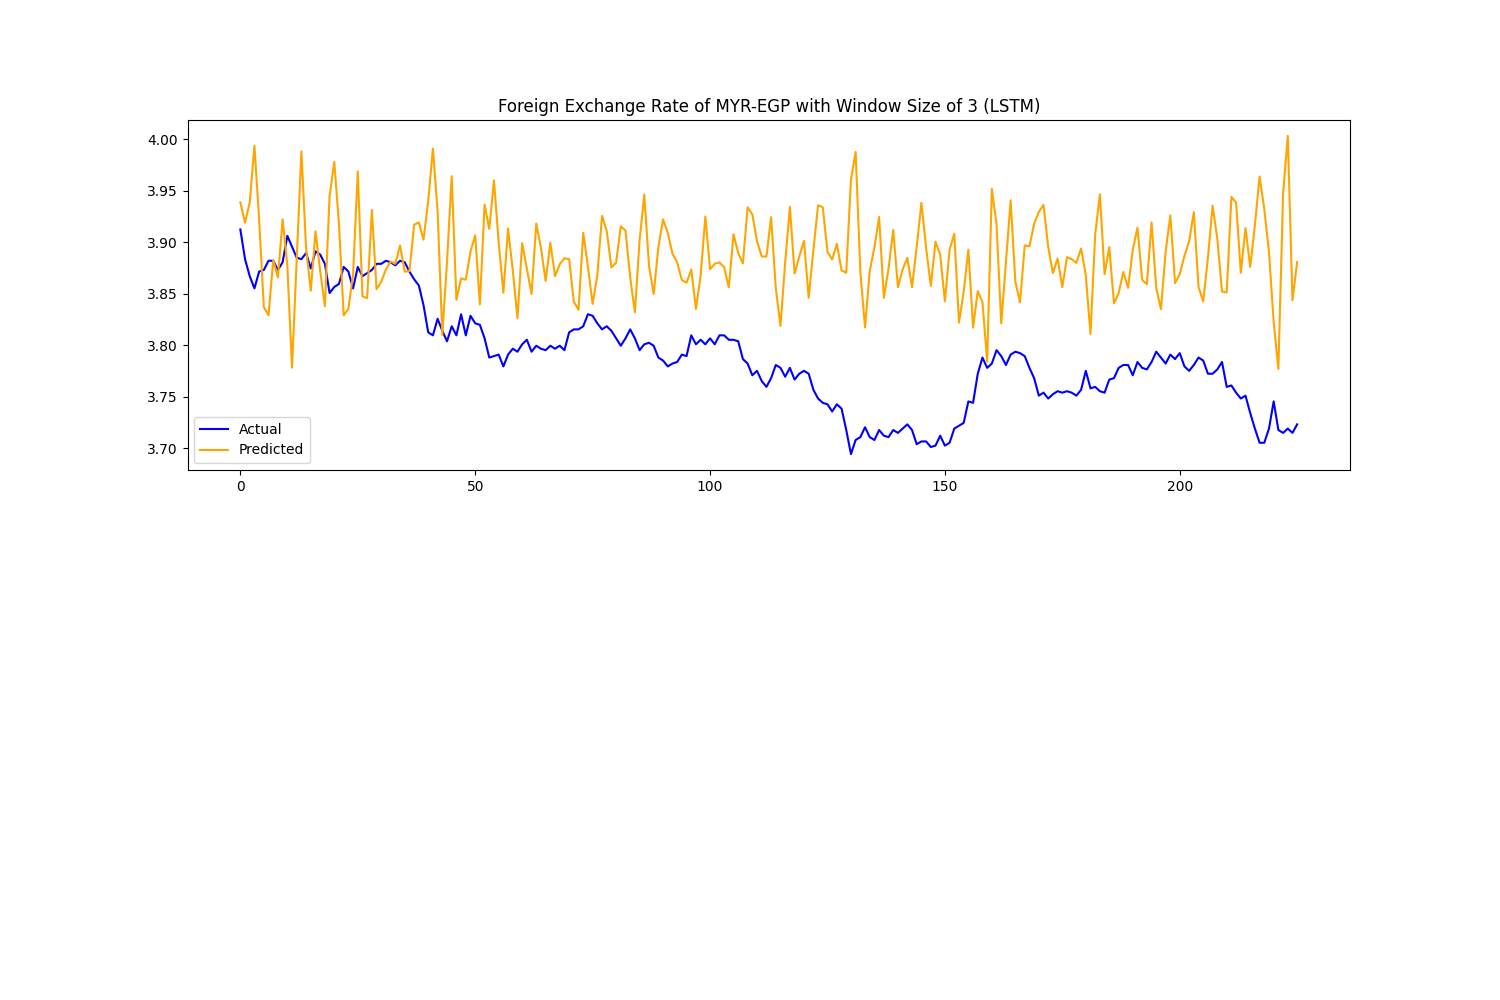 Foreign Exchange Rate of MYR-EGP with Window Size of 3 (LSTM)
4.00
3.95
3.90
3.85
3.80
3.75
3.70
Actual
Predicted
0 50 100 150 200